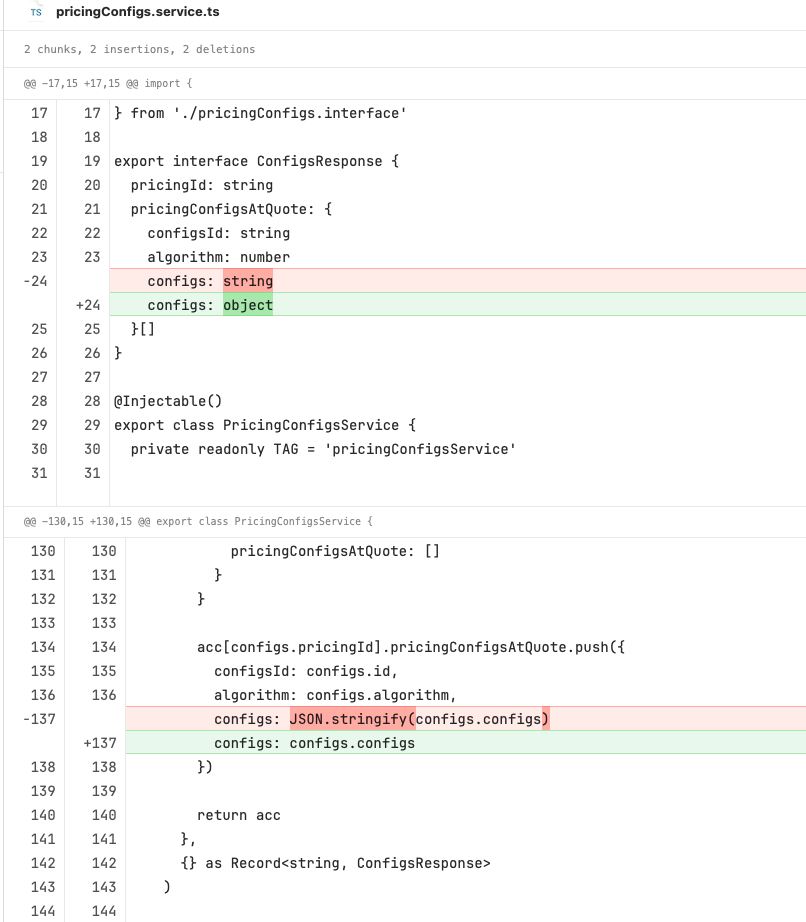 TS pricingConfigs.service.ts
2 chunks, 2 insertions, 2 deletions
@@ -17,15 +17,15 @@ import {
17 17 } from './pricingConfigs.interface'
18 18
19 19 export interface ConfigsResponse {
20 20 pricingId: string
21 21 pricingConfigsAtQuote: {
22 22 configsId: string
23 23 algorithm: number
-24 configs: string
+24 configs: object
25 25 }[]
26 26 }
27 27
28 28 @Injectable()
29 29 export class PricingConfigsService {
30 30 private readonly TAG = 'pricingConfigsService'
31 31
@@ -130,15 +130,15 @@ export class PricingConfigsService {
130 130 pricingConfigsAtQuote: []
131 131 }
132 132 }
133 133
134 134 acc[configs.pricingId].pricingConfigsAtQuote.push({
135 135 configsId: configs.id,
136 136 algorithm: configs.algorithm,
-137 configs: JSON.stringify(configs.configs)
+137 configs: configs.configs
138 138 })
139 139
140 140 return acc
141 141 },
142 142 {} as Record<string, ConfigsResponse>
143 143 )
144 144